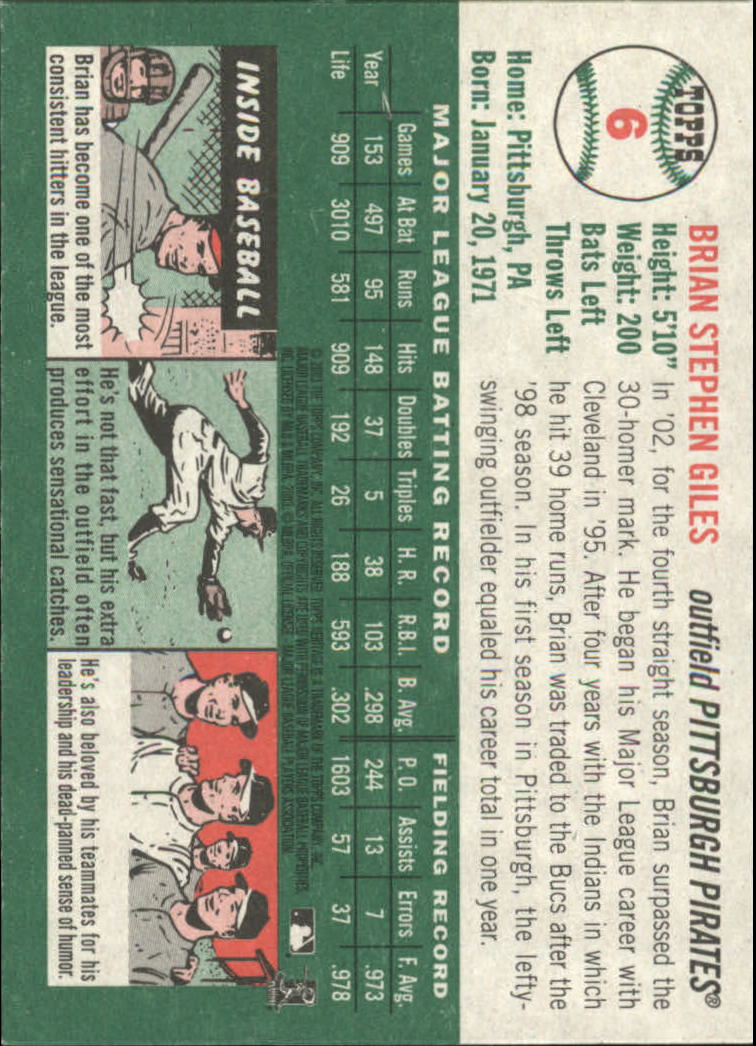 TOPPS
6
BRIAN STEPHEN GILES outfield PITTSBURGH PIRATES®
Height: 5'10"
Weight: 200
Bats Left
Throws Left
Home: Pittsburgh, PA
Born: January 20, 1971
In '02, for the fourth straight season, Brian surpassed the
30-homer mark. He began his Major League career with
Cleveland in '95. After four years with the Indians in which
he hit 39 home runs, Brian was traded to the Bucs after the
'98 season. In his first season in Pittsburgh, the lefty-
swinging outfielder equaled his career total in one year.
MAJOR LEAGUE BATTING RECORD FIELDING RECORD
Year Games At Bat Runs Hits Doubles Triples H. R. R.B.I. B. Avg. P. O. Assists Errors F. Avg.
153 497 95 148 37 5 38 103 .298 244 13 7 .973
Life 909 3010 581 909 192 26 188 593 .302 1603 57 37 .978
INSIDE BASEBALL
Brian has become one of the most
consistent hitters in the league.
He's not that fast, but his extra
effort in the outfield often
produces sensational catches.
He's also beloved by his teammates for his
leadership and his dead-panned sense of humor.